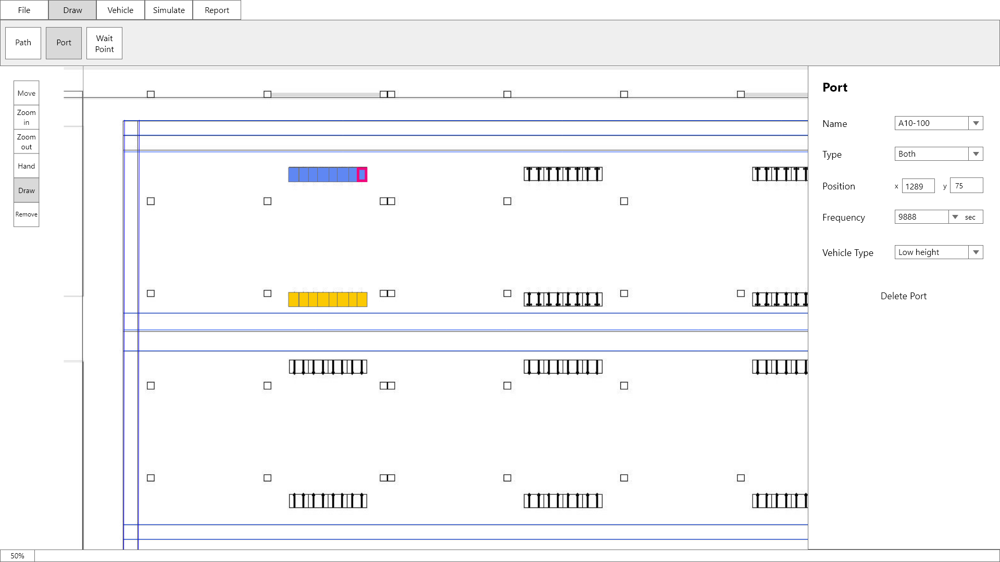 File
Draw
Vehicle
Simulate
Report
Path
Port
Wait
Point
Move
Zoom
in
Zoom
out
Hand
Draw
Remove
Port
Name
A10-100
Type
Both
Position
x
1289
y
75
Frequency
9888
sec
Vehicle Type
Low height
Delete Port
50%